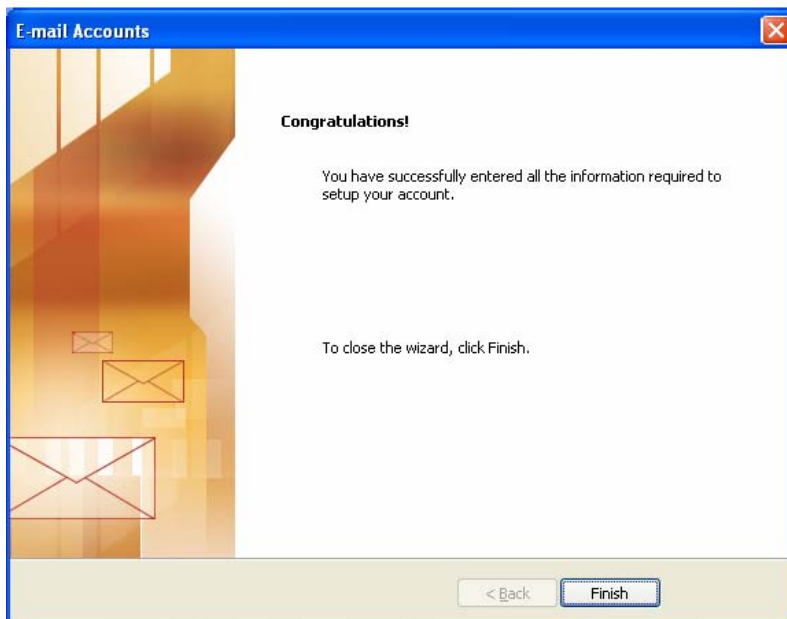 E-mail Accounts
Congratulations!
You have successfully entered all the information required to
setup your account.
To close the wizard, click Finish.
< Back
Finish